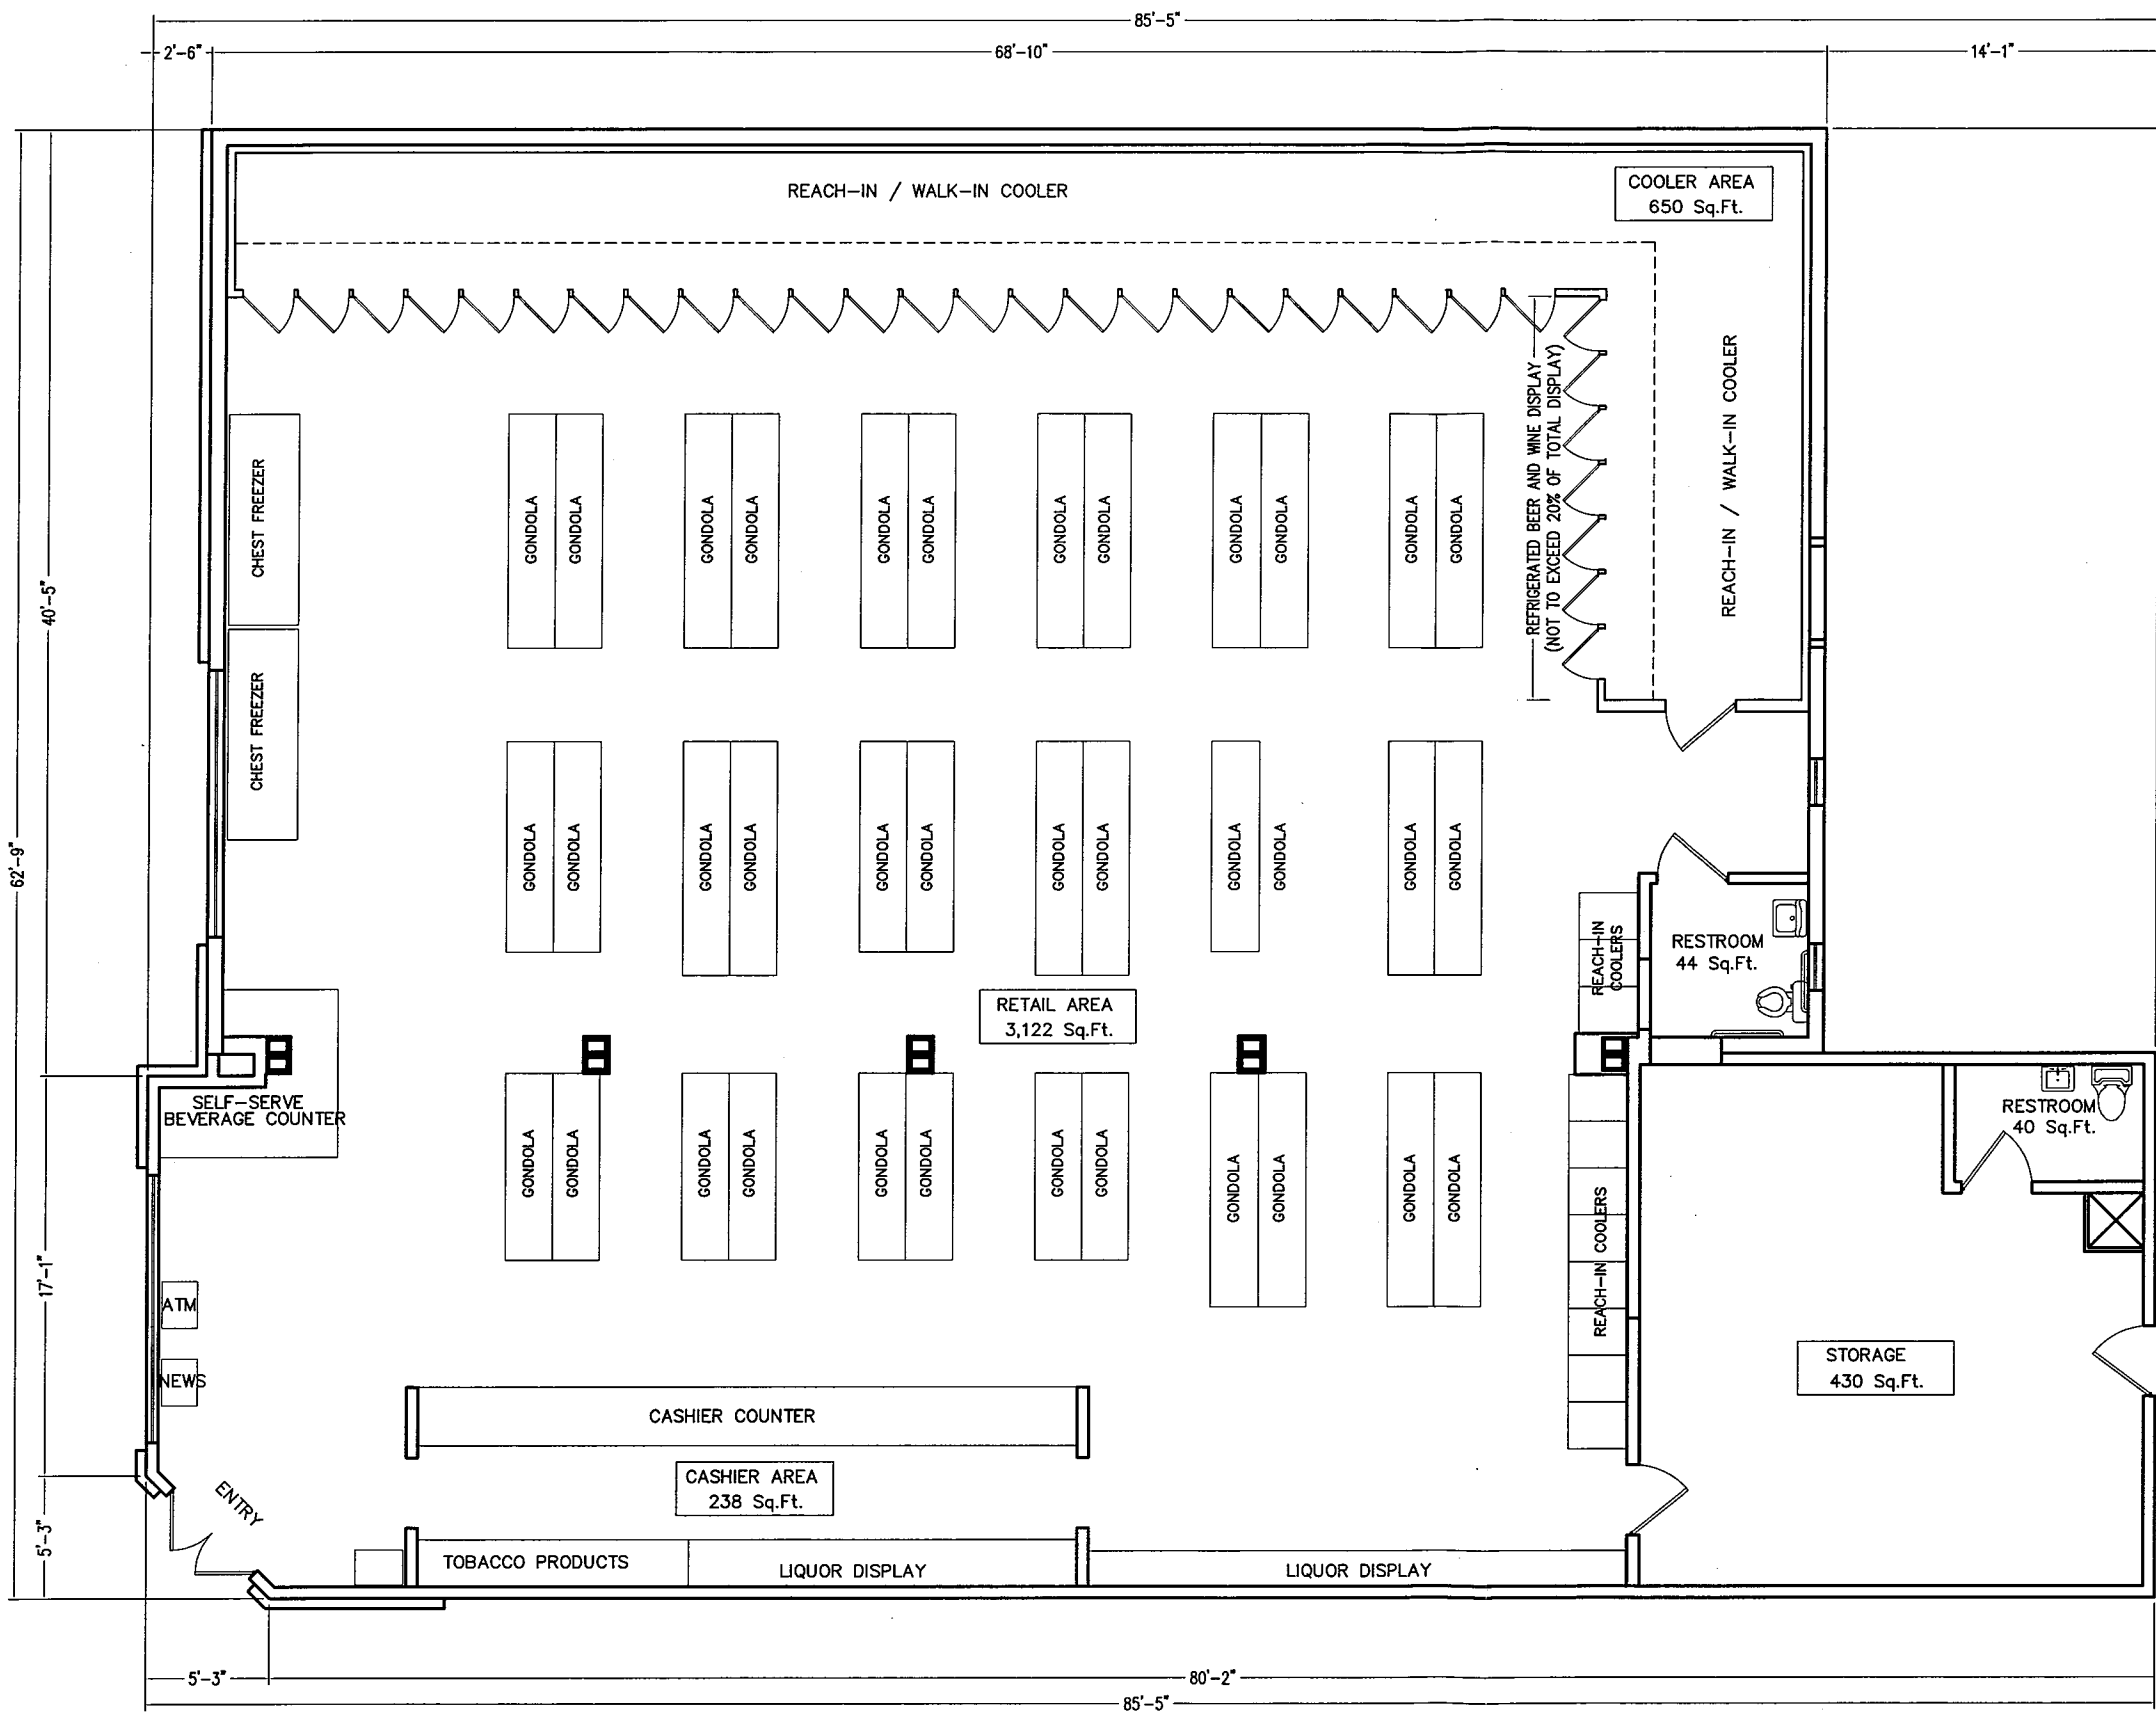 85'-5"
2'-6"
68'-10"
14'-1"
REACH-IN / WALK-IN COOLER
COOLER AREA
650 Sq.Ft.
REFRIGERATED BEER AND WINE DISPLAY
(NOT TO EXCEED 20% OF TOTAL DISPLAY)
REACH-IN / WALK-IN COOLER
CHEST FREEZER
GONDOLA
GONDOLA
GONDOLA
GONDOLA
GONDOLA
GONDOLA
GONDOLA
GONDOLA
GONDOLA
GONDOLA
GONDOLA
GONDOLA
40'-5"
62'-9"
CHEST FREEZER
GONDOLA
GONDOLA
GONDOLA
GONDOLA
GONDOLA
GONDOLA
GONDOLA
GONDOLA
GONDOLA
GONDOLA
GONDOLA
GONDOLA
REACH-IN
COOLERS
RESTROOM
44 Sq.Ft.
RETAIL AREA
3,122 Sq.Ft.
SELF-SERVE
BEVERAGE COUNTER
RESTROOM
40 Sq.Ft.
GONDOLA
GONDOLA
GONDOLA
GONDOLA
GONDOLA
GONDOLA
GONDOLA
GONDOLA
GONDOLA
GONDOLA
GONDOLA
GONDOLA
REACH-IN COOLERS
17'-1"
ATM
NEWS
STORAGE
430 Sq.Ft.
CASHIER COUNTER
CASHIER AREA
238 Sq.Ft.
ENTRY
5'-3"
TOBACCO PRODUCTS
LIQUOR DISPLAY
LIQUOR DISPLAY
5'-3"
80'-2"
85'-5"